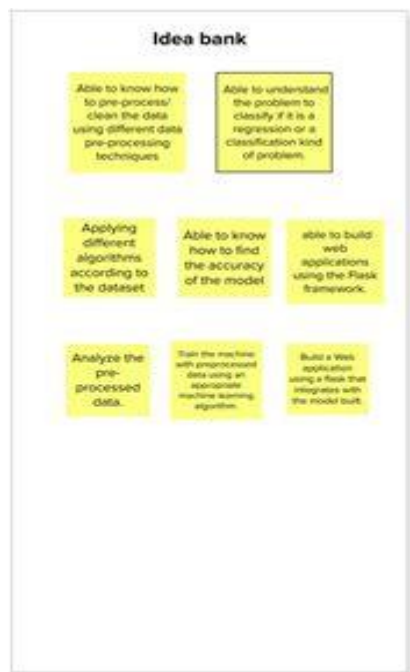 Idea bank
Able to know how
to pre-process/
clean the data
using different data
pre-processing
techniques
Able to understand
the problem to
classify if it is a
regression or a
classification kind
of problem.
Applying
different
algorithms
according to
the dataset
Able to know
how to find
the accuracy
of the model
able to build
web
applications
using the Flask
framework.
Analyze the
pre-
processed
data.
Train the machine
with preprocessed
data using an
appropriate
machine learning
algorithm.
Build a Web
application
using a flask that
integrates with
the model built.